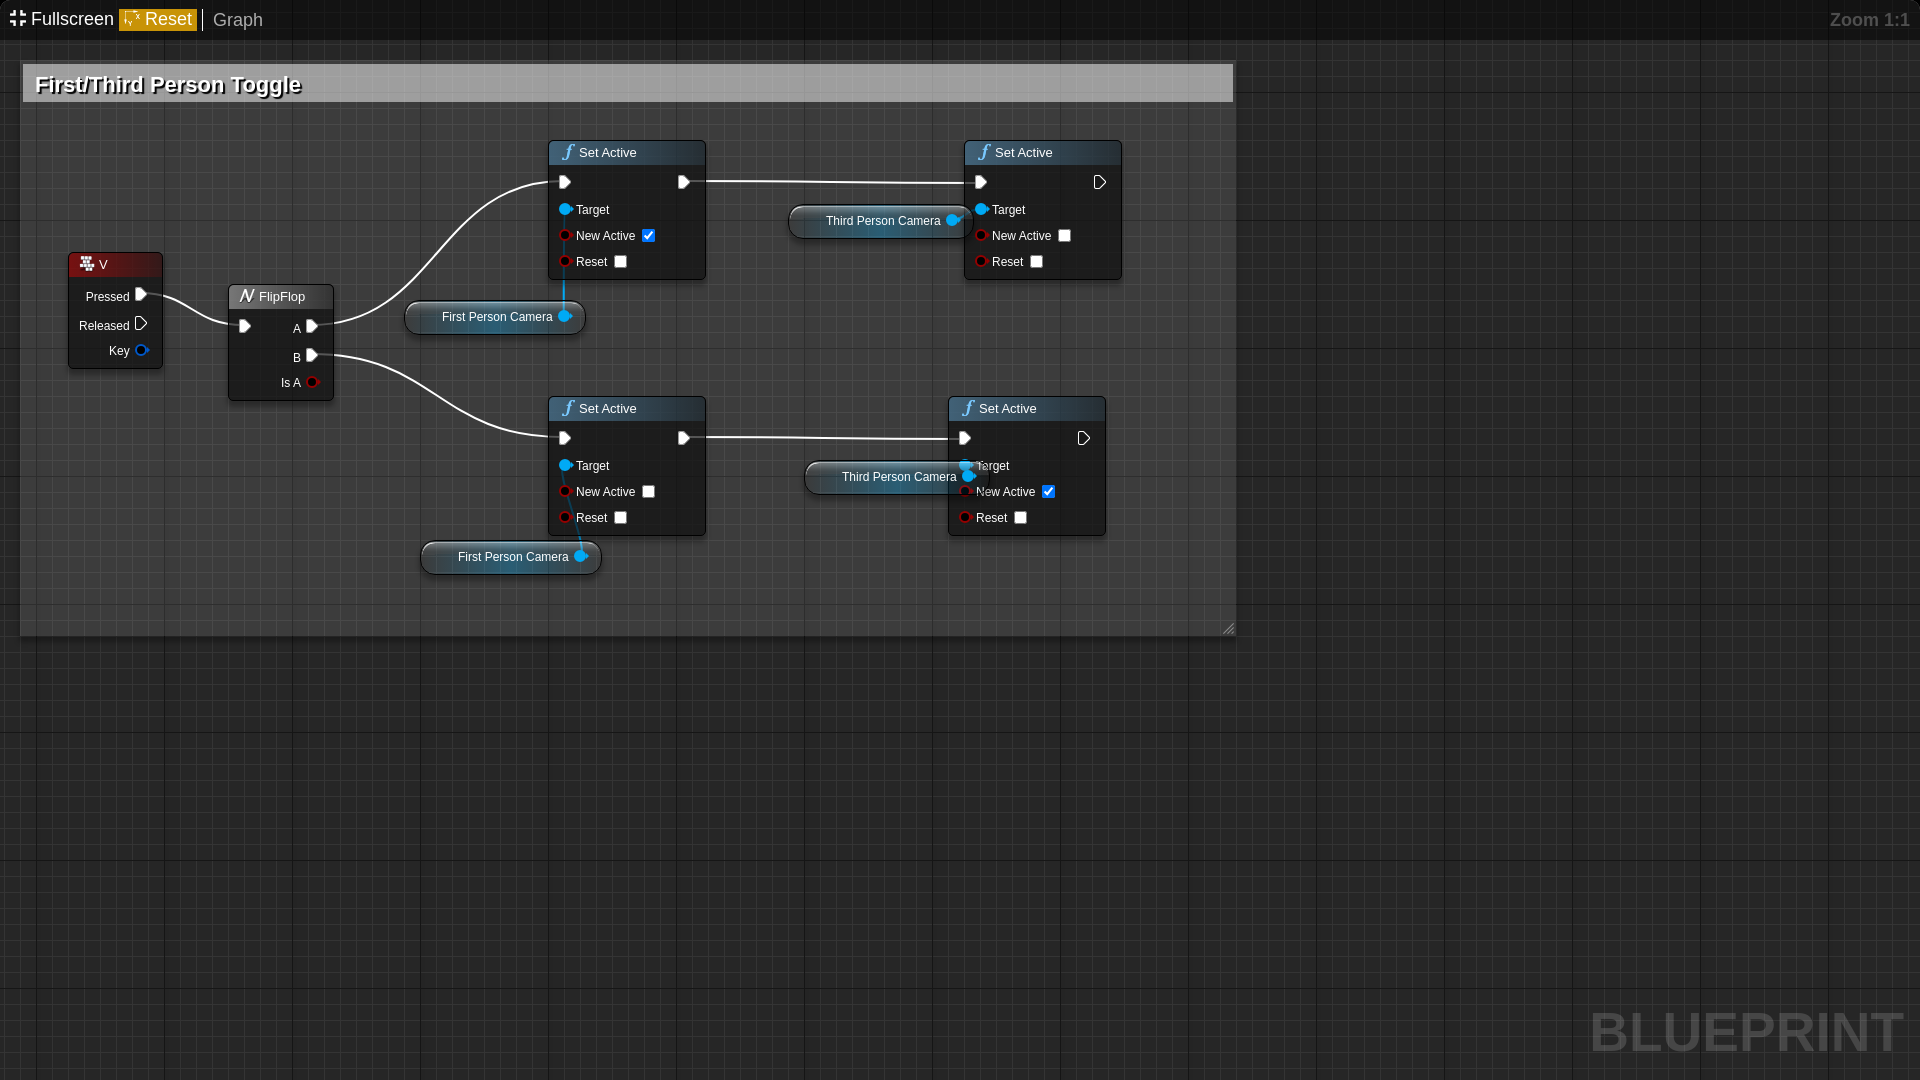 Fullscreen Reset Graph Zoom 1:1
First/Third Person Toggle
Set Active
Target
New Active
Reset
First Person Camera
Set Active
Third Person Camera
Target
New Active
Reset
V
Pressed
Released
Key
FlipFlop
A
B
Is A
Set Active
Target
New Active
Reset
First Person Camera
Set Active
Third Person Camera
Target
New Active
Reset
BLUEPRINT